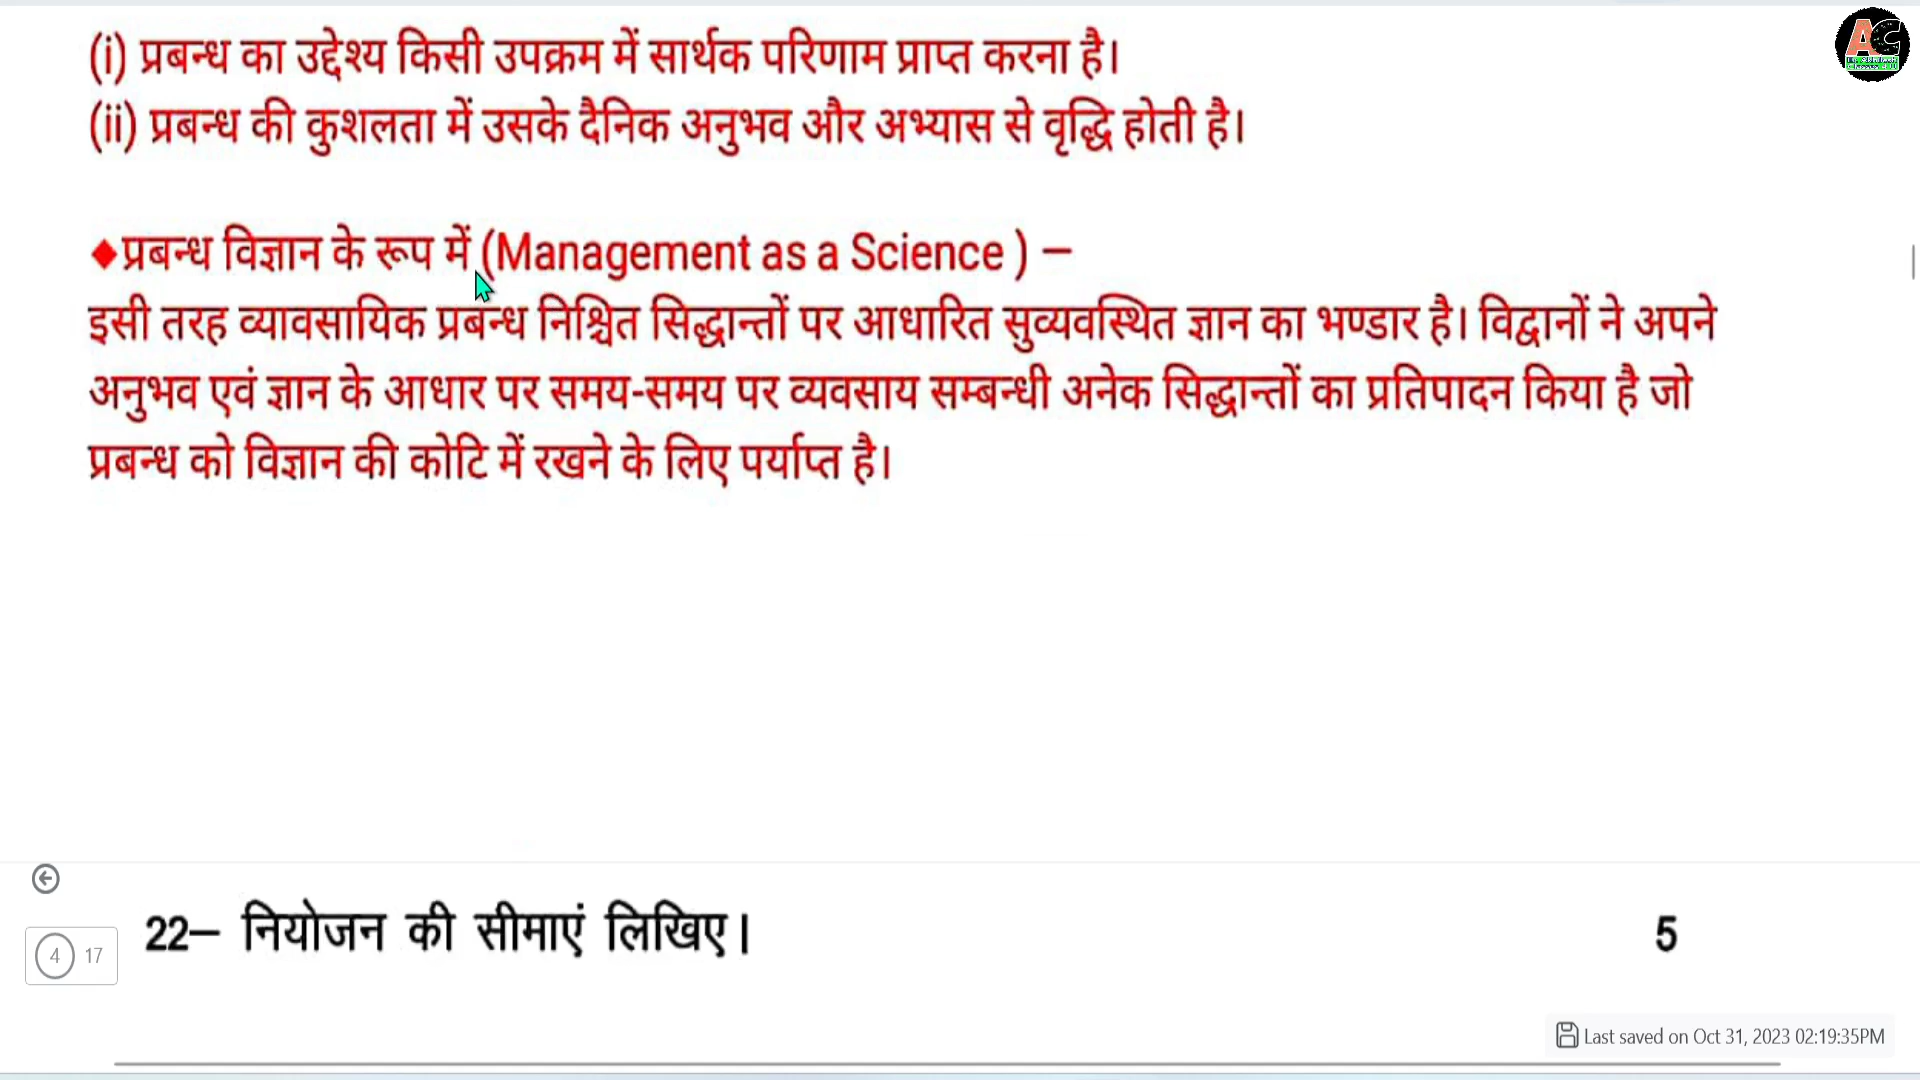 (i) प्रबन्ध का उद्देश्य किसी उपक्रम में सार्थक परिणाम प्राप्त करना है।
(ii) प्रबन्ध की कुशलता में उसके दैनिक अनुभव और अभ्यास से वृद्धि होती है।
◆प्रबन्ध विज्ञान के रूप में (Management as a Science ) –
इसी तरह व्यावसायिक प्रबन्ध निश्चित सिद्धान्तों पर आधारित सुव्यवस्थित ज्ञान का भण्डार है। विद्वानों ने अपने
अनुभव एवं ज्ञान के आधार पर समय-समय पर व्यवसाय सम्बन्धी अनेक सिद्धान्तों का प्रतिपादन किया है जो
प्रबन्ध को विज्ञान की कोटि में रखने के लिए पर्याप्त है।
22– नियोजन की सीमाएं लिखिए। 5
4 17
Last saved on Oct 31, 2023 02:19:35PM
AC